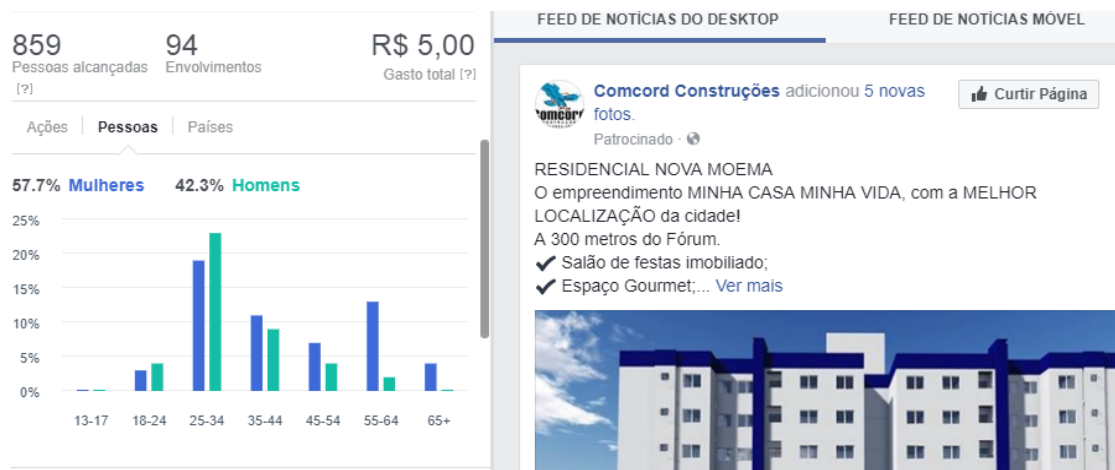 859
Pessoas alcançadas
[?]
94
Envolvimentos
R$ 5,00
Gasto total [?]
Ações
Pessoas
Países
57.7% Mulheres
42.3% Homens
25%
20%
15%
10%
5%
0%
13-17 18-24 25-34 35-44 45-54 55-64 65+
FEED DE NOTÍCIAS DO DESKTOP
FEED DE NOTÍCIAS MÓVEL
Comcord Construções adicionou 5 novas
fotos.
Patrocinado ·
Curtir Página
RESIDENCIAL NOVA MOEMA
O empreendimento MINHA CASA MINHA VIDA, com a MELHOR
LOCALIZAÇÃO da cidade!
A 300 metros do Fórum.
✔ Salão de festas imobiliado;
✔ Espaço Gourmet;... Ver mais